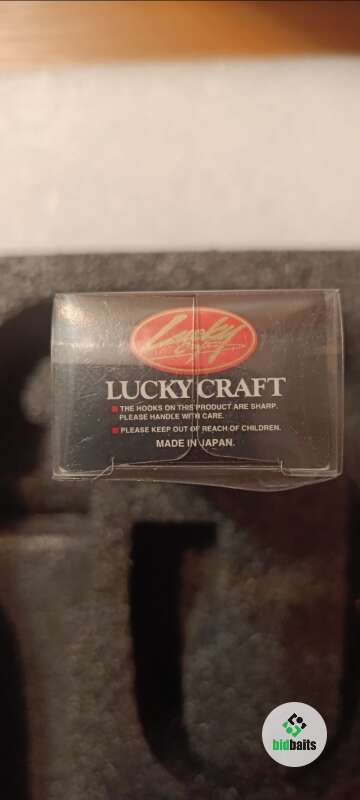 Lucky
Craft
LUCKY CRAFT
■ THE HOOKS ON THIS PRODUCT ARE SHARP.
PLEASE HANDLE WITH CARE.
■ PLEASE KEEP OUT OF REACH OF CHILDREN.
MADE IN JAPAN.
bidbaits